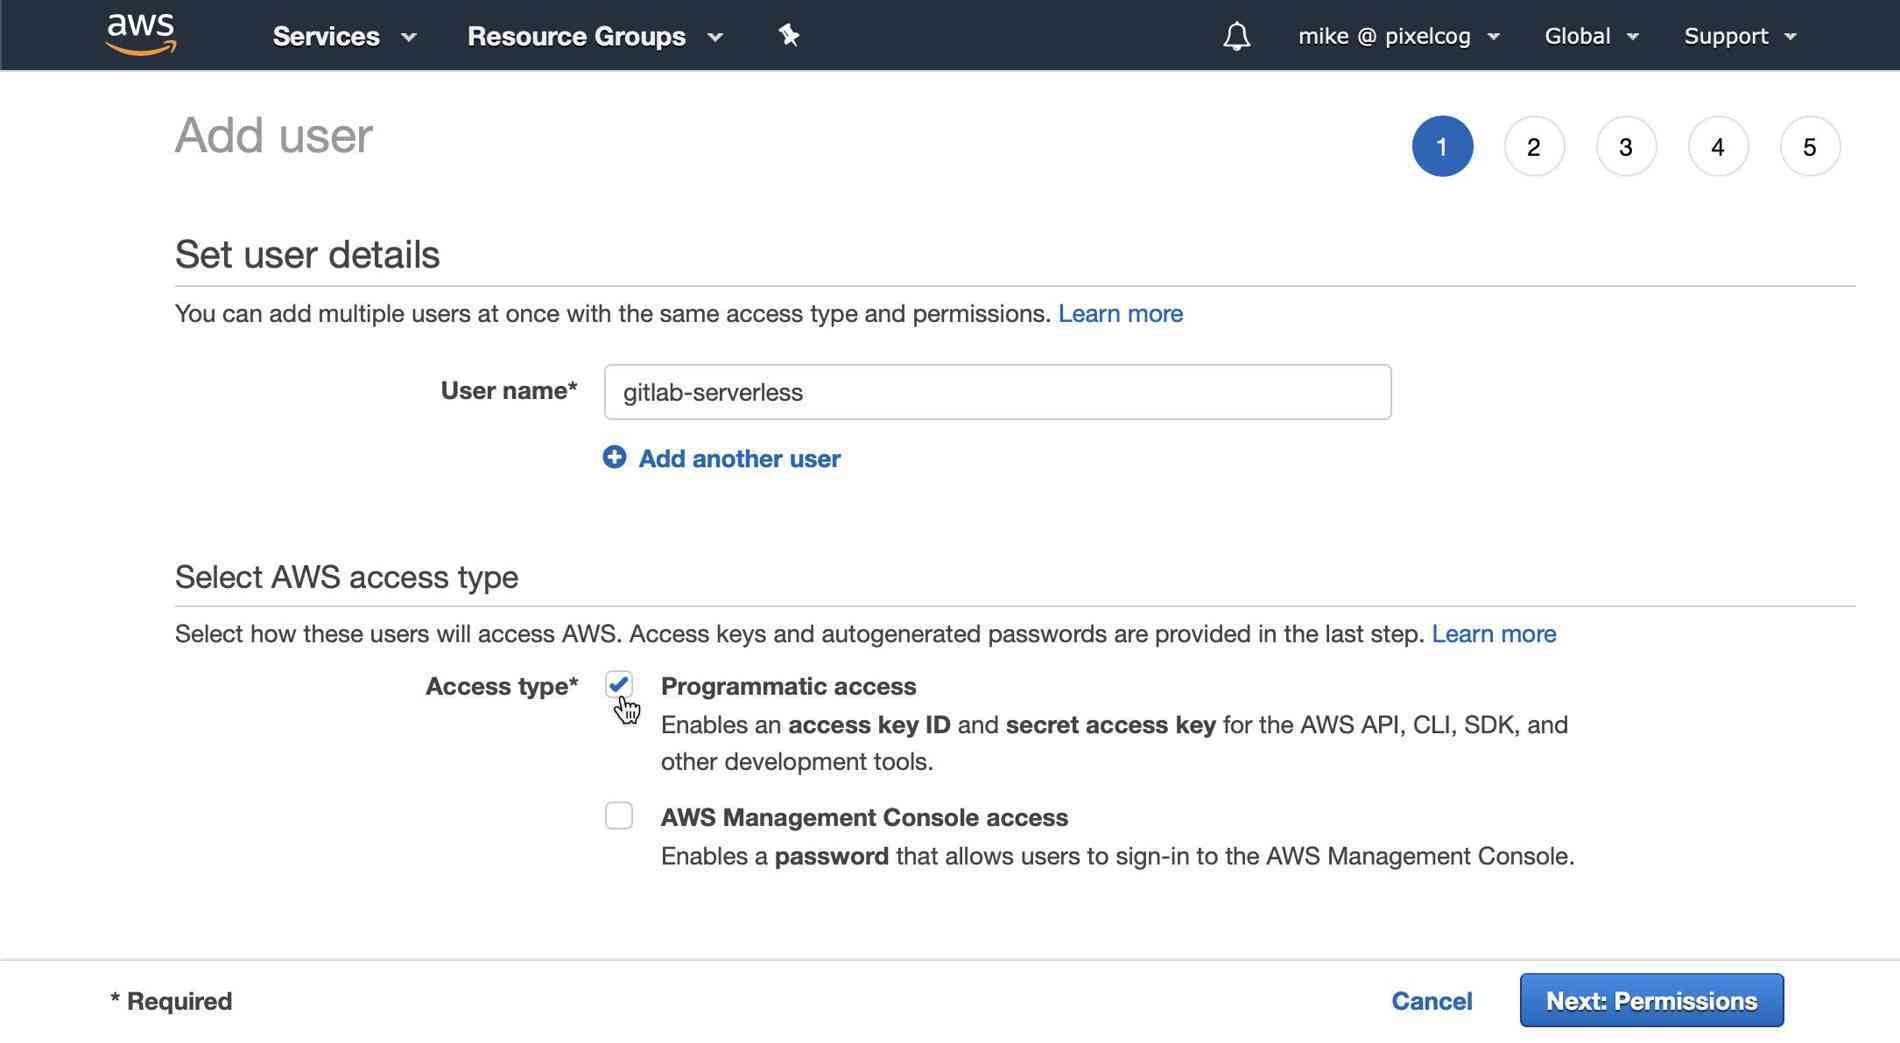 aws Services Resource Groups mike @ pixelcog Global Support
Add user
1 2 3 4 5
Set user details
You can add multiple users at once with the same access type and permissions. Learn more
User name* gitlab-serverless
Add another user
Select AWS access type
Select how these users will access AWS. Access keys and autogenerated passwords are provided in the last step. Learn more
Access type* Programmatic access
Enables an access key ID and secret access key for the AWS API, CLI, SDK, and
other development tools.
AWS Management Console access
Enables a password that allows users to sign-in to the AWS Management Console.
* Required Cancel Next: Permissions